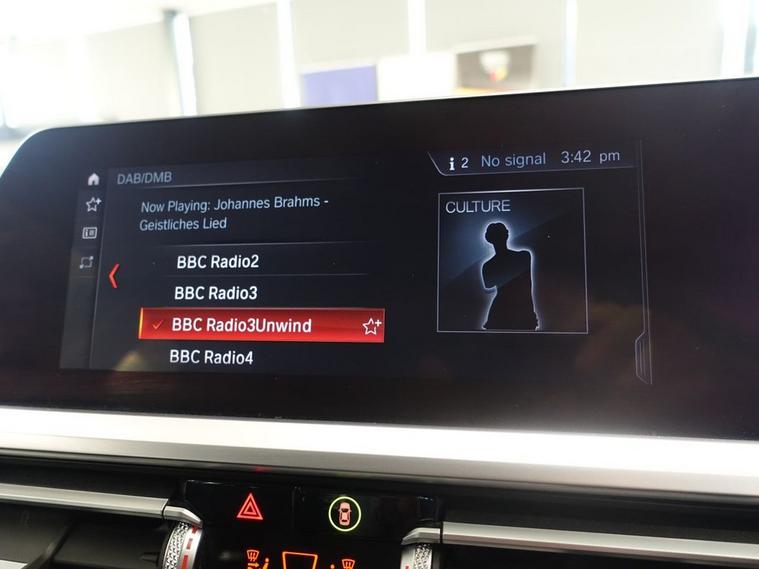 DAB/DMB
2 No signal 3:42 pm
Now Playing: Johannes Brahms -
Geistliches Lied
BBC Radio2
BBC Radio3
BBC Radio3Unwind
BBC Radio4
CULTURE